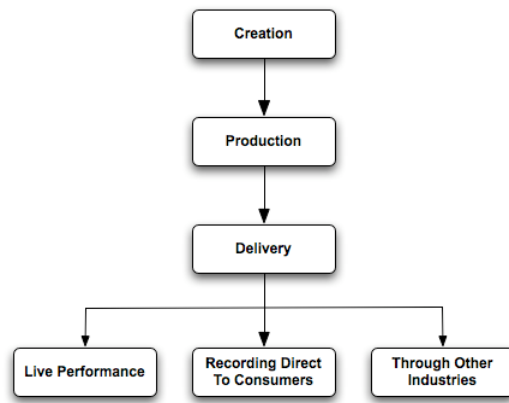 Creation
Production
Delivery
Live Performance
Recording Direct
To Consumers
Through Other
Industries